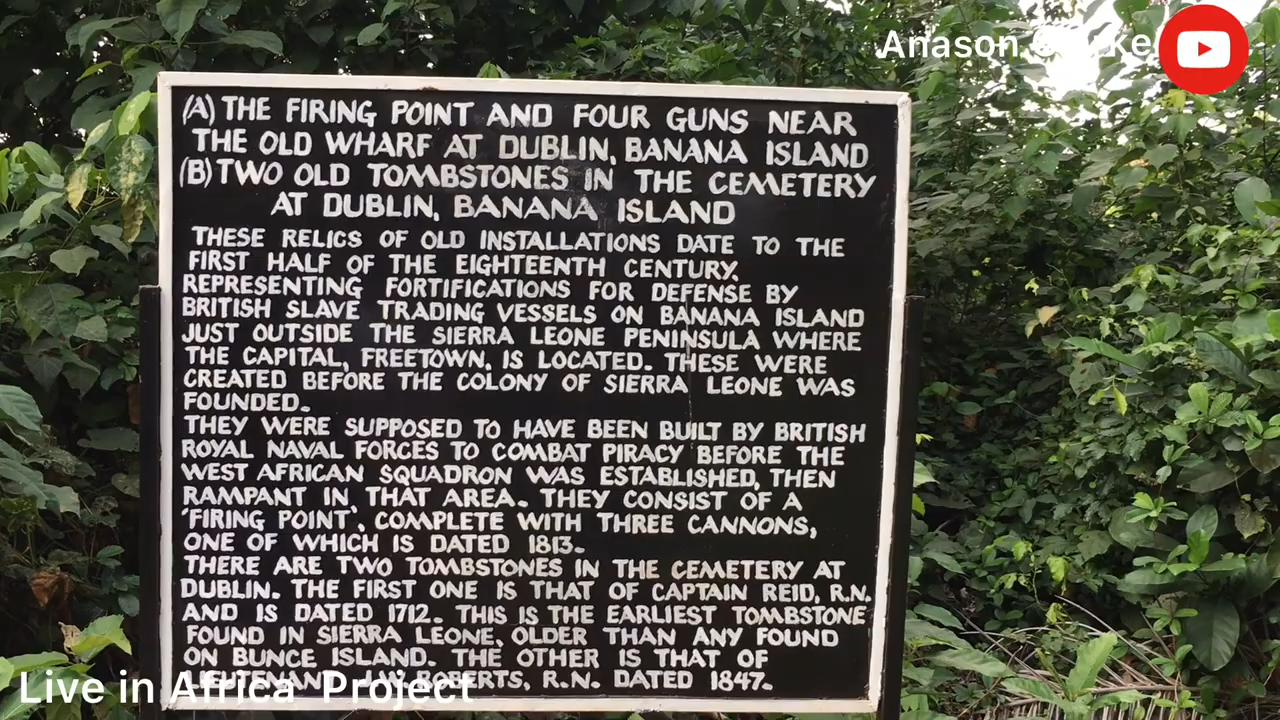 Anason
(A) THE FIRING POINT AND FOUR GUNS NEAR
THE OLD WHARF AT DUBLIN, BANANA ISLAND
(B) TWO OLD TOMBSTONES IN THE CEMETERY
AT DUBLIN, BANANA ISLAND
THESE RELICS OF OLD INSTALLATIONS DATE TO THE
FIRST HALF OF THE EIGHTEENTH CENTURY.
REPRESENTING FORTIFICATIONS FOR DEFENSE BY
BRITISH SLAVE TRADING VESSELS ON BANANA ISLAND
JUST OUTSIDE THE SIERRA LEONE PENINSULA WHERE
THE CAPITAL, FREETOWN, IS LOCATED. THESE WERE
CREATED BEFORE THE COLONY OF SIERRA LEONE WAS
FOUNDED.
THEY WERE SUPPOSED TO HAVE BEEN BUILT BY BRITISH
ROYAL NAVAL FORCES TO COMBAT PIRACY BEFORE THE
WEST AFRICAN SQUADRON WAS ESTABLISHED, THEN
RAMPANT IN THAT AREA. THEY CONSIST OF A
'FIRING POINT', COMPLETE WITH THREE CANNONS,
ONE OF WHICH IS DATED 1813.
THERE ARE TWO TOMBSTONES IN THE CEMETERY AT
DUBLIN. THE FIRST ONE IS THAT OF CAPTAIN REID, R.N.
AND IS DATED 1712. THIS IS THE EARLIEST TOMBSTONE
FOUND IN SIERRA LEONE, OLDER THAN ANY FOUND
ON BUNCE ISLAND. THE OTHER IS THAT OF
LIEUTENANT J.W. ROBERTS, R.N. DATED 1847.
Live in Africa Project